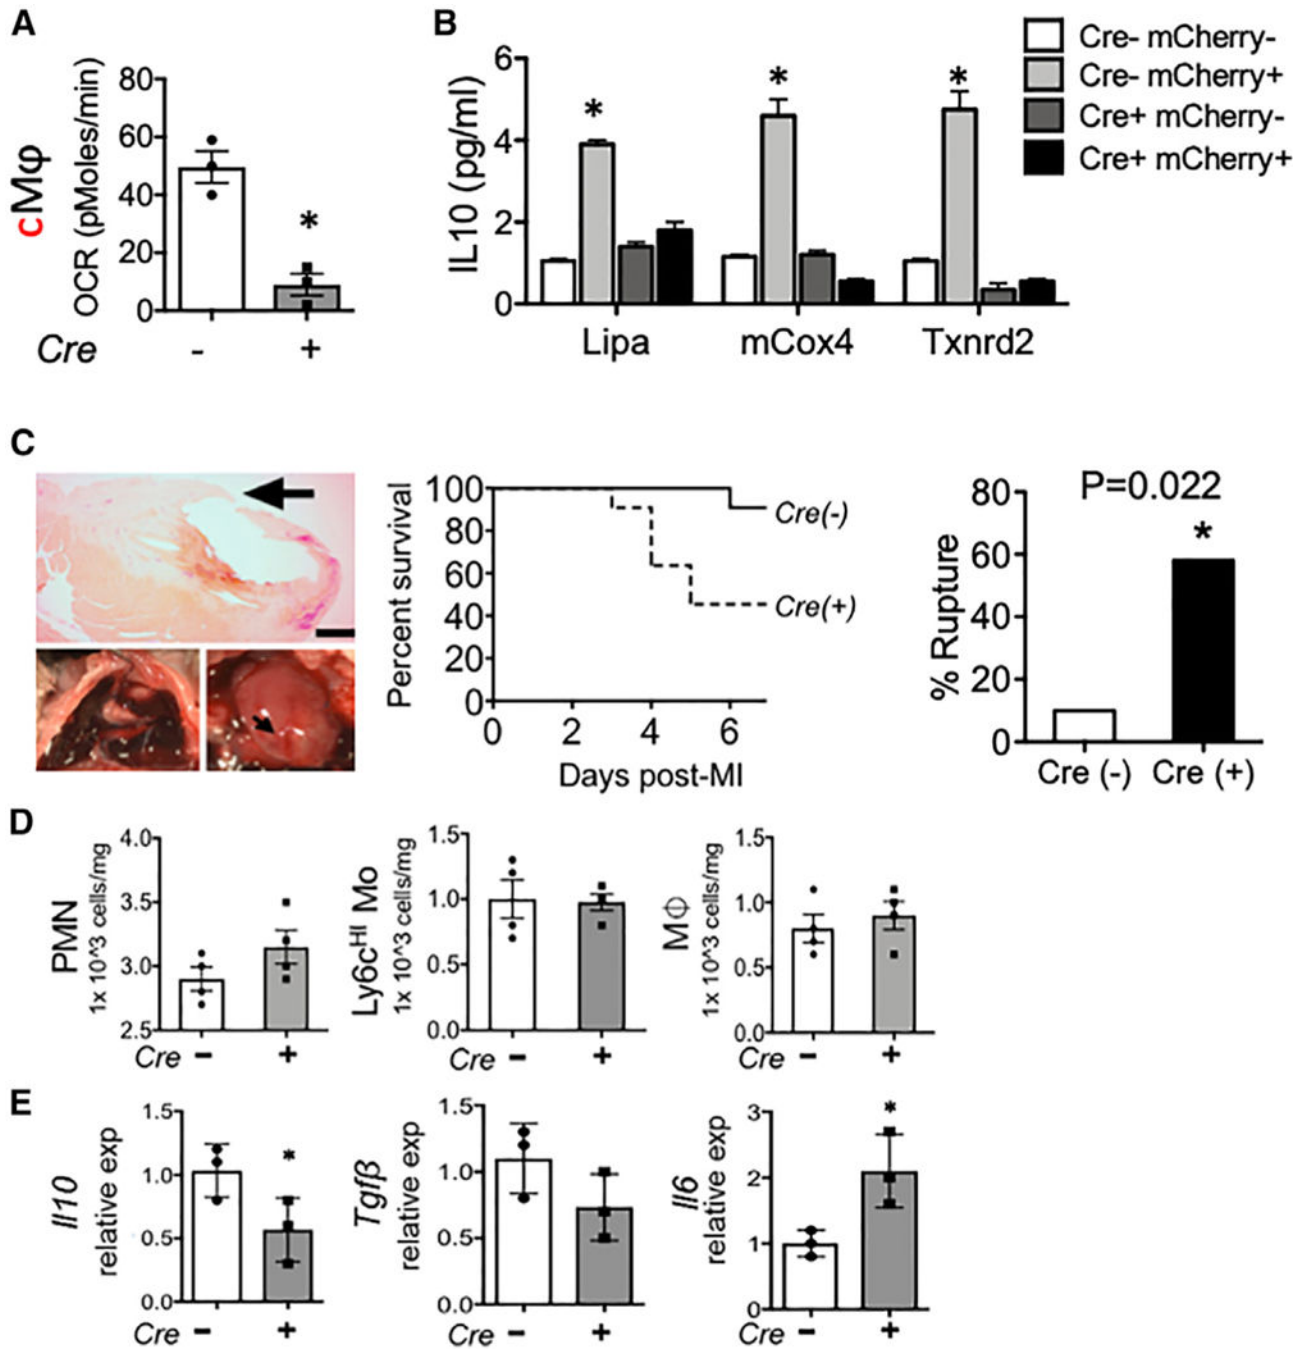 A
cMφ
OCR (pMoles/min)
80
60
40
20
0
*
Cre
-
+
B
IL10 (pg/ml)
6
4
2
0
*
*
*
Lipa
mCox4
Txnrd2
Cre- mCherry-
Cre- mCherry+
Cre+ mCherry-
Cre+ mCherry+
C
Percent survival
100
80
60
40
20
0
0
2
4
6
Days post-MI
Cre(-)
Cre(+)
% Rupture
80
60
40
20
0
P=0.022
*
Cre (-)
Cre (+)
D
PMN
1x 10^3 cells/mg
4.0
3.5
3.0
2.5
Cre
−
+
Ly6cHI Mo
1x 10^3 cells/mg
1.5
1.0
0.5
0.0
Cre
−
+
MΦ
1x 10^3 cells/mg
1.5
1.0
0.5
0.0
Cre
−
+
E
Il10
relative exp
1.5
1.0
0.5
0.0
*
Cre
−
+
Tgfβ
relative exp
1.5
1.0
0.5
0.0
Cre
−
+
Il6
relative exp
3
2
1
0
*
Cre
−
+